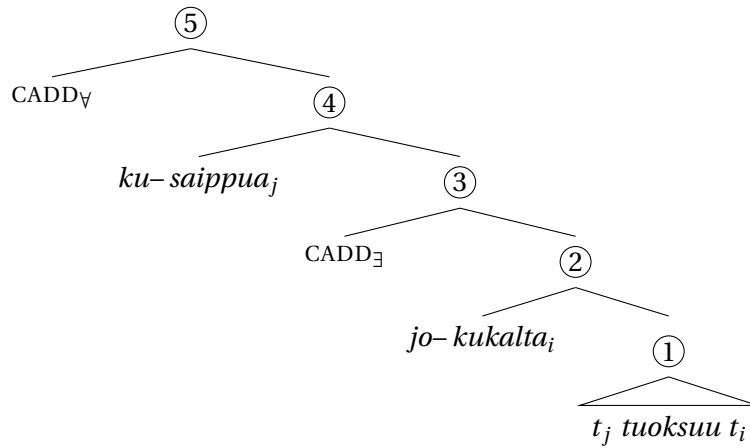 ⑤
CADD∀
④
ku– saippuaⱼ
③
CADD∃
②
jo– kukaltaᵢ
①
tⱼ tuoksuu tᵢ